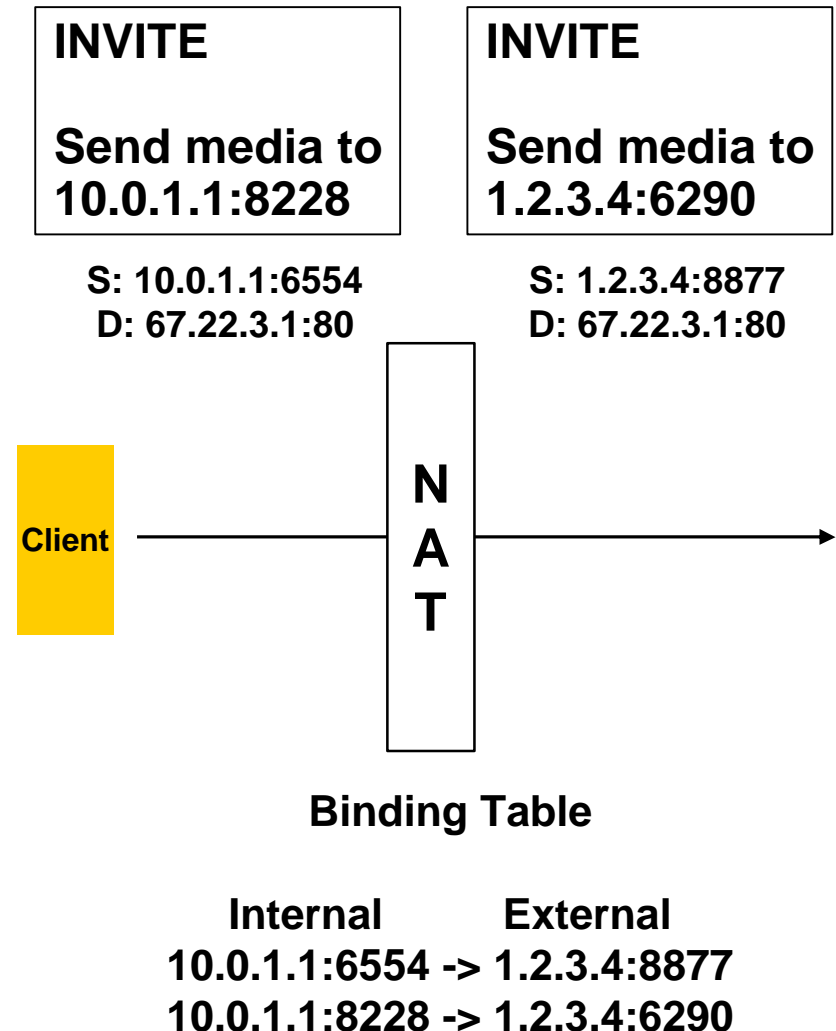 INVITE
Send media to
10.0.1.1:8228
INVITE
Send media to
1.2.3.4:6290
S: 10.0.1.1:6554
D: 67.22.3.1:80
S: 1.2.3.4:8877
D: 67.22.3.1:80
Client
N
A
T
Binding Table
Internal External
10.0.1.1:6554 -> 1.2.3.4:8877
10.0.1.1:8228 -> 1.2.3.4:6290